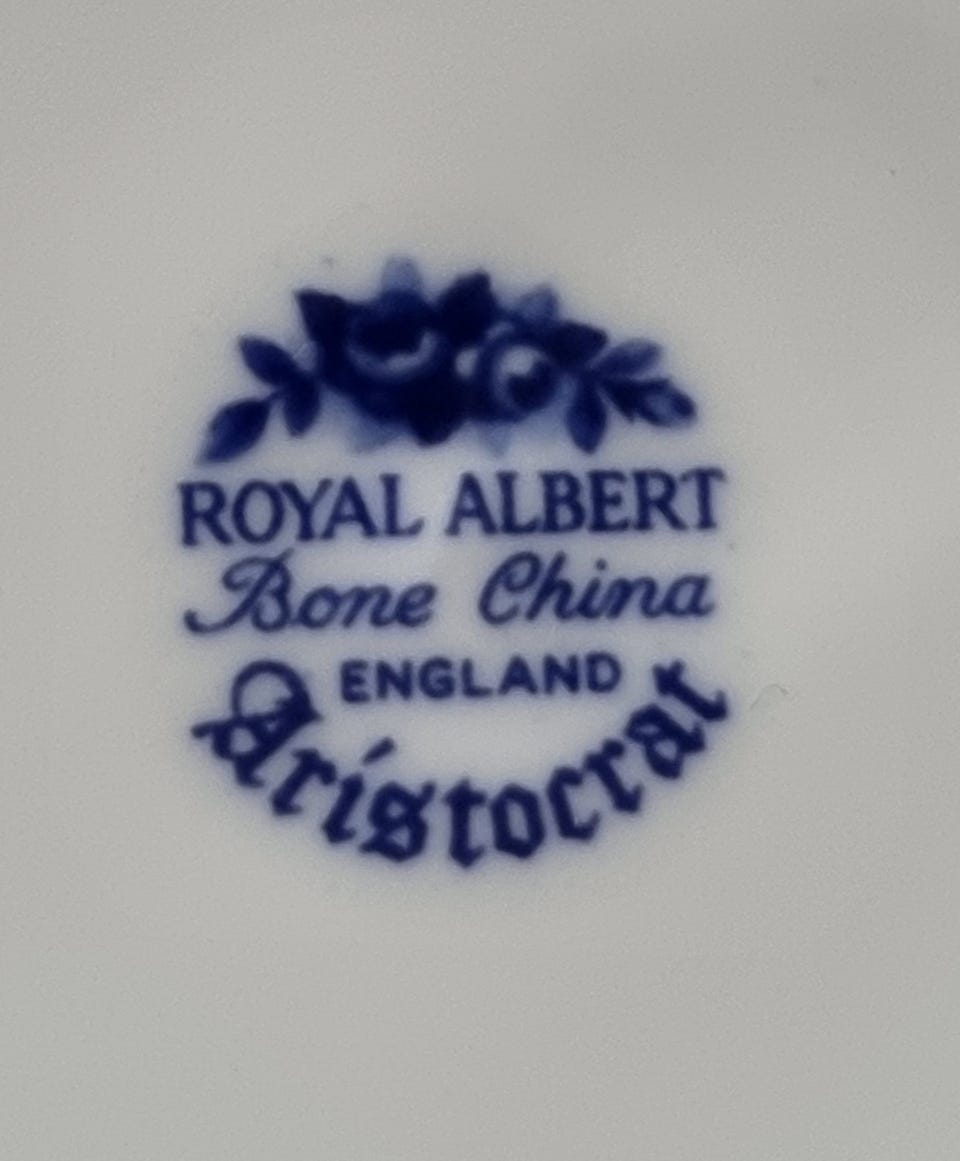 ROYAL ALBERT
Bone China
ENGLAND
Aristocrat